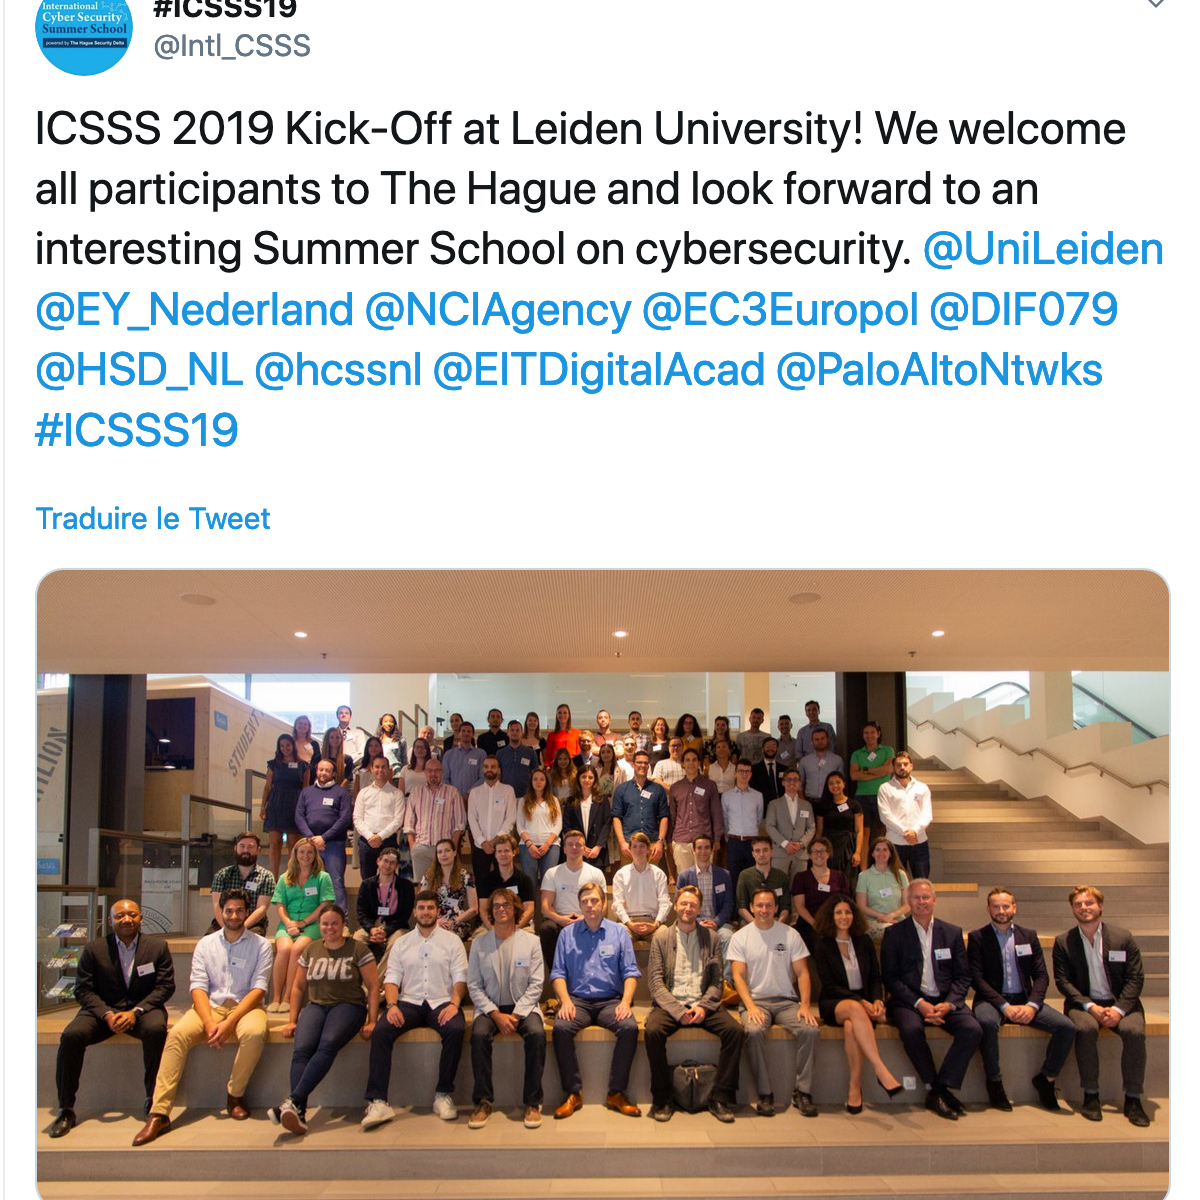 International
Cyber Security
Summer School
powered by The Hague Security Delta
#ICSSS19
@Intl_CSSS
ICSSS 2019 Kick-Off at Leiden University! We welcome
all participants to The Hague and look forward to an
interesting Summer School on cybersecurity. @UniLeiden
@EY_Nederland @NCIAgency @EC3Europol @DIF079
@HSD_NL @hcssnl @EITDigitalAcad @PaloAltoNtwks
#ICSSS19
Traduire le Tweet
STUDENT
LOVE